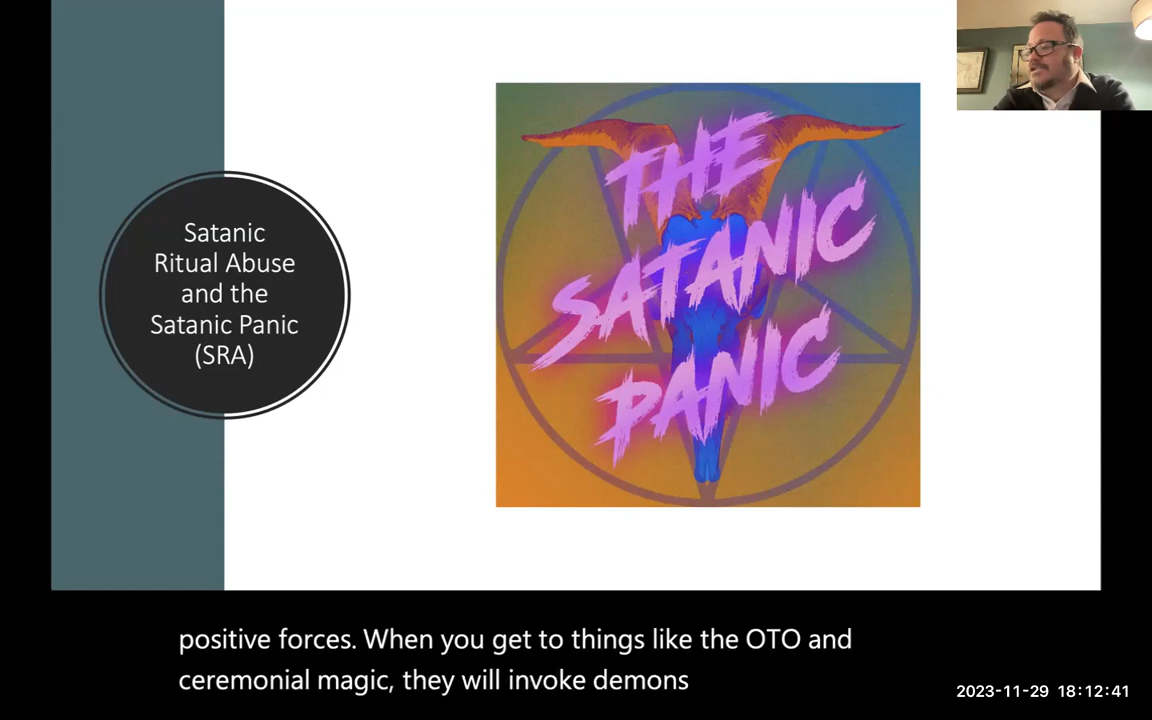 Satanic
Ritual Abuse
and the
Satanic Panic
(SRA)
THE
SATANIC
PANIC
positive forces. When you get to things like the OTO and
ceremonial magic, they will invoke demons
2023-11-29 18:12:41